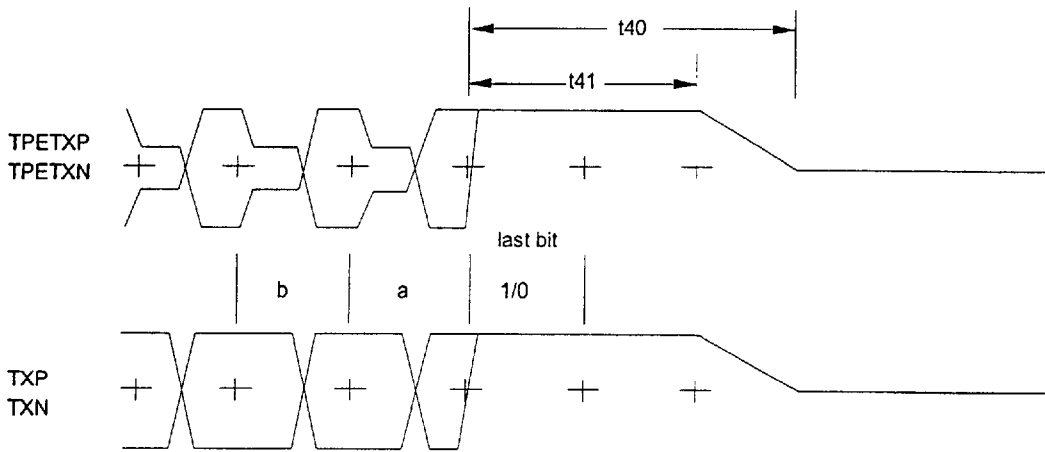 t40
t41
TPETXP
TPETXN
last bit
b a 1/0
TXP
TXN